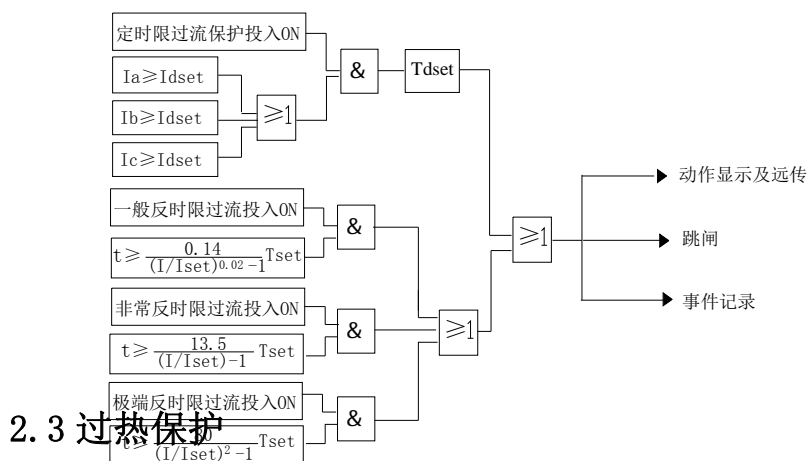 定时限过流保护投入ON
Ia≥Idset
Ib≥Idset
Ic≥Idset
≥1
&
Tdset
一般反时限过流投入ON
t≥ 0.14 / (I/Iset)^0.02 -1 Tset
&
非常反时限过流投入ON
t≥ 13.5 / (I/Iset)-1 Tset
&
极端反时限过流投入ON
(I/Iset)^2 -1 Tset
&
≥1
≥1
动作显示及远传
跳闸
事件记录
2.3 过热保护